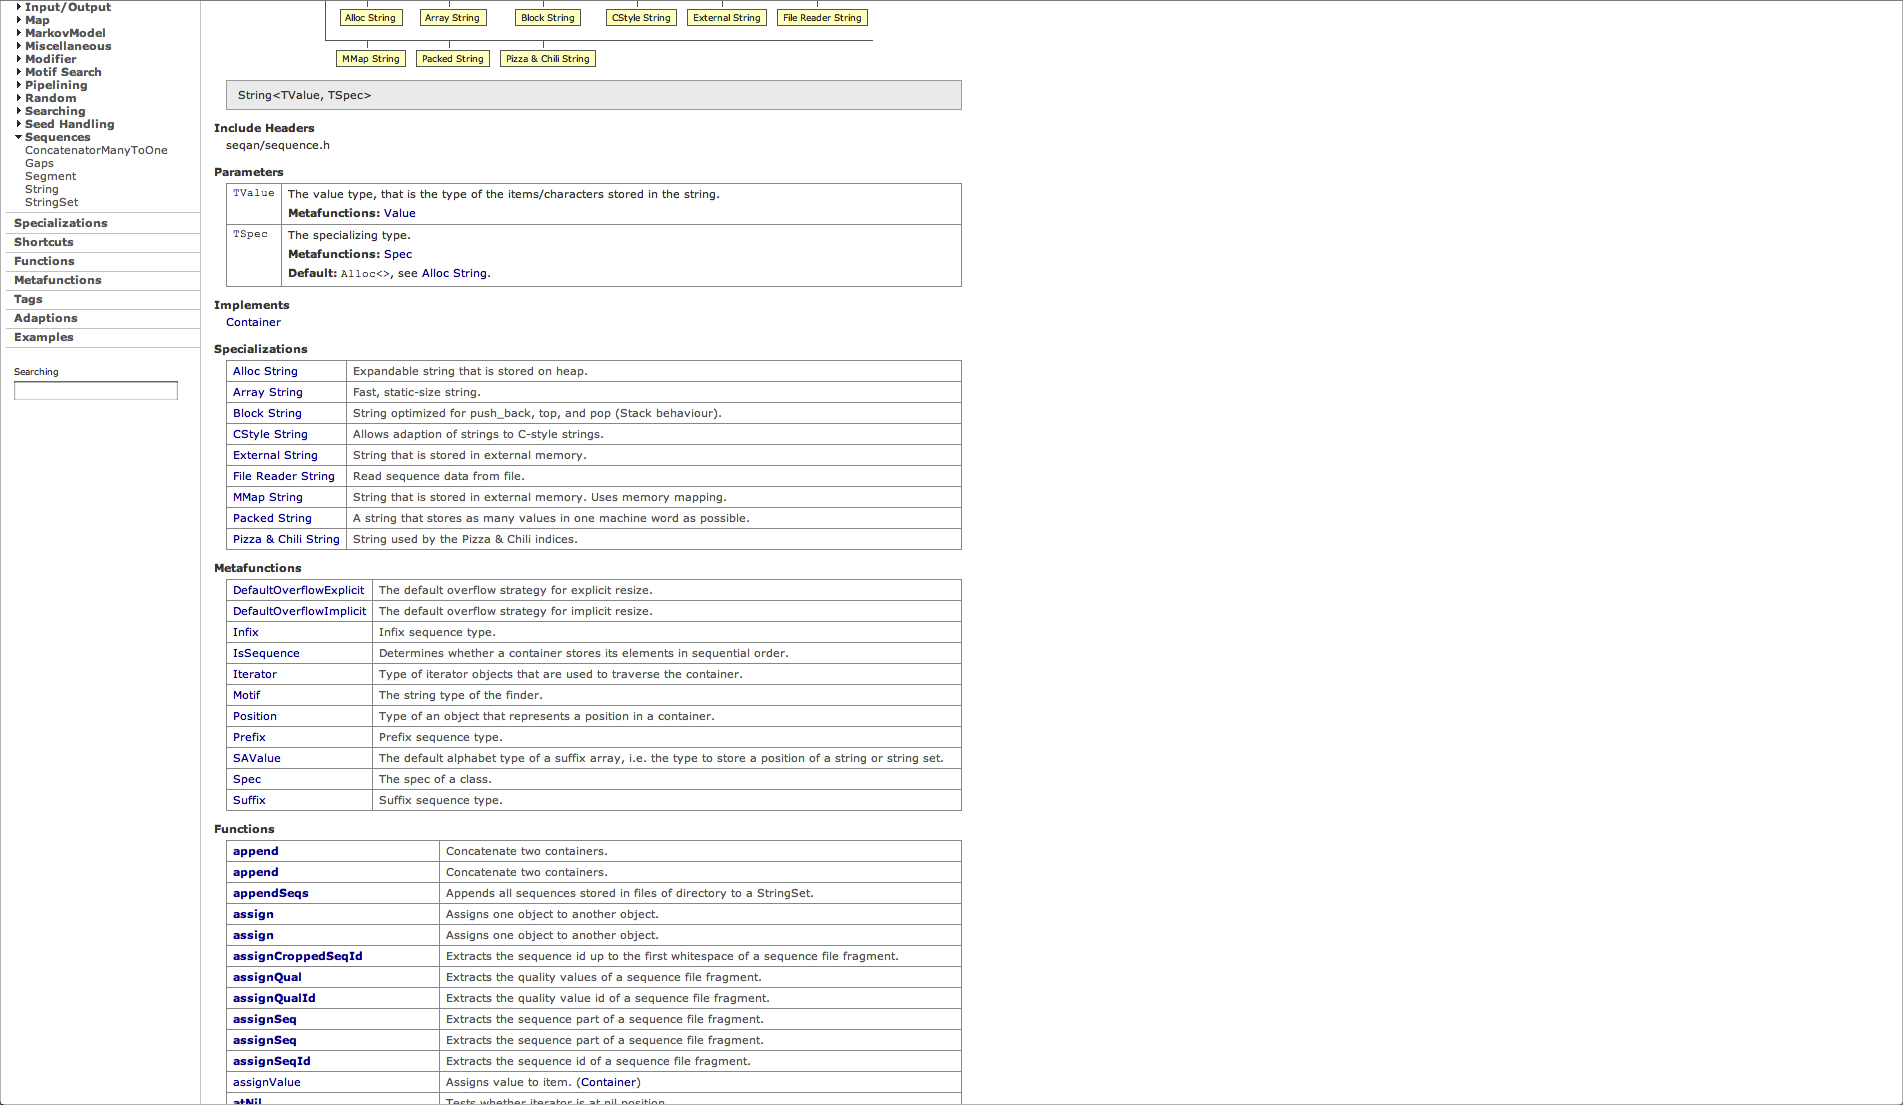 Input/Output
Map
MarkovModel
Miscellaneous
Modifier
Motif Search
Pipelining
Random
Searching
Seed Handling
Sequences
ConcatenatorManyToOne
Gaps
Segment
String
StringSet
Specializations
Shortcuts
Functions
Metafunctions
Tags
Adaptions
Examples
Searching
Alloc String Array String Block String CStyle String External String File Reader String
MMap String Packed String Pizza & Chili String
String<TValue, TSpec>
Include Headers
seqan/sequence.h
Parameters
TValue The value type, that is the type of the items/characters stored in the string.
Metafunctions: Value
TSpec The specializing type.
Metafunctions: Spec
Default: Alloc<>, see Alloc String.
Implements
Container
Specializations
Alloc String Expandable string that is stored on heap.
Array String Fast, static-size string.
Block String String optimized for push_back, top, and pop (Stack behaviour).
CStyle String Allows adaption of strings to C-style strings.
External String String that is stored in external memory.
File Reader String Read sequence data from file.
MMap String String that is stored in external memory. Uses memory mapping.
Packed String A string that stores as many values in one machine word as possible.
Pizza & Chili String String used by the Pizza & Chili indices.
Metafunctions
DefaultOverflowExplicit The default overflow strategy for explicit resize.
DefaultOverflowImplicit The default overflow strategy for implicit resize.
Infix Infix sequence type.
IsSequence Determines whether a container stores its elements in sequential order.
Iterator Type of iterator objects that are used to traverse the container.
Motif The string type of the finder.
Position Type of an object that represents a position in a container.
Prefix Prefix sequence type.
SAValue The default alphabet type of a suffix array, i.e. the type to store a position of a string or string set.
Spec The spec of a class.
Suffix Suffix sequence type.
Functions
append Concatenate two containers.
append Concatenate two containers.
appendSeqs Appends all sequences stored in files of directory to a StringSet.
assign Assigns one object to another object.
assign Assigns one object to another object.
assignCroppedSeqId Extracts the sequence id up to the first whitespace of a sequence file fragment.
assignQual Extracts the quality values of a sequence file fragment.
assignQualId Extracts the quality value id of a sequence file fragment.
assignSeq Extracts the sequence part of a sequence file fragment.
assignSeq Extracts the sequence part of a sequence file fragment.
assignSeqId Extracts the sequence id of a sequence file fragment.
assignValue Assigns value to item. (Container)
atNil Tests whether iterator is at nil position.